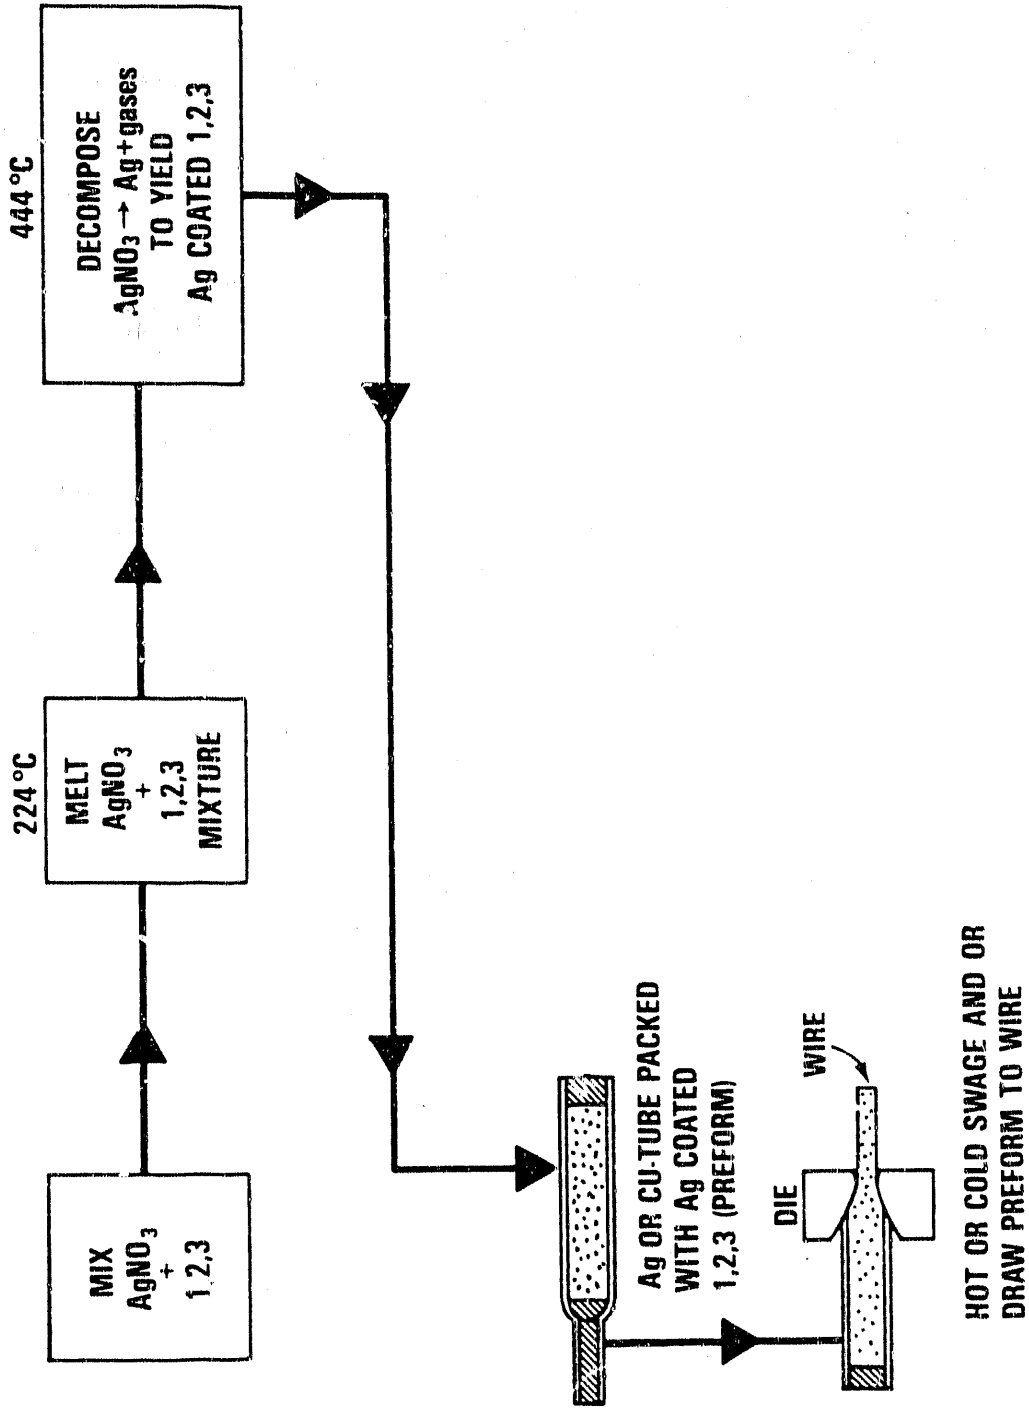 MIX
AgNO3
+
1,2,3
224°C
MELT
AgNO3
+
1,2,3
MIXTURE
444°C
DECOMPOSE
AgNO3 → Ag+gases
TO YIELD
Ag COATED 1,2,3
Ag OR CU-TUBE PACKED
WITH Ag COATED
1,2,3 (PREFORM)
DIE
WIRE
HOT OR COLD SWAGE AND OR
DRAW PREFORM TO WIRE